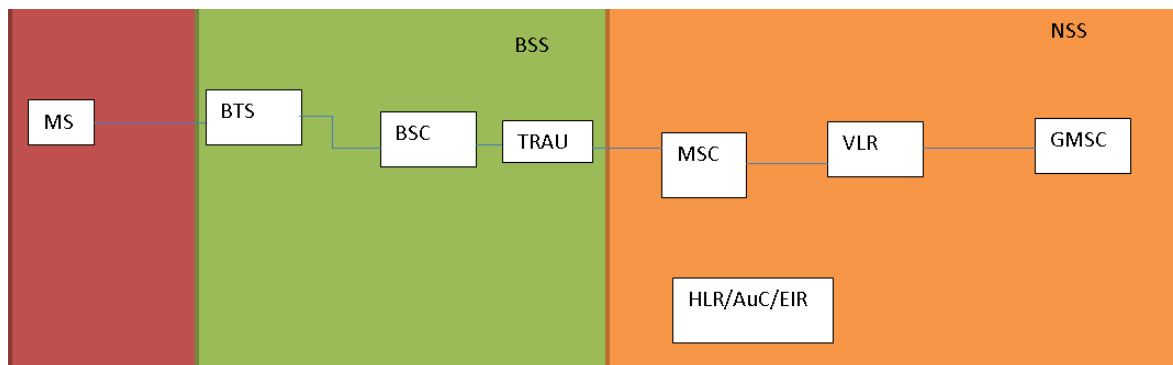 BSS
NSS
MS
BTS
BSC
TRAU
MSC
VLR
GMSC
HLR/AuC/EIR